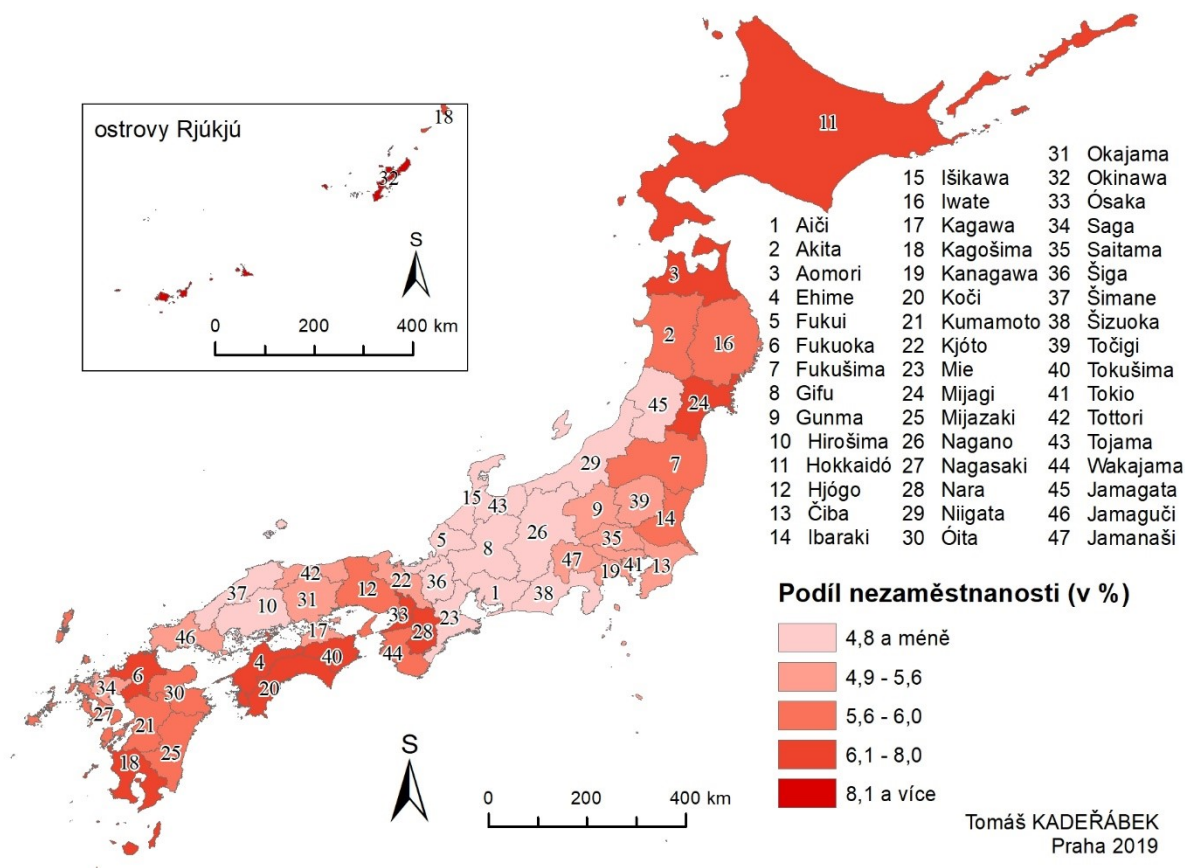 ostrovy Rjúkjú
18
32
S
0 200 400 km
11
3
2
16
45
24
29
7
15
43
9
39
26
14
5
8
35
47
41
13
19
42
22
36
37
12
1
38
10
31
33
23
46
17
28
4
40
44
6
34
30
20
27
21
25
18
S
0 200 400 km
1 Aiči
2 Akita
3 Aomori
4 Ehime
5 Fukui
6 Fukuoka
7 Fukušima
8 Gifu
9 Gunma
10 Hirošima
11 Hokkaidó
12 Hjógo
13 Čiba
14 Ibaraki
15 Išikawa
16 Iwate
17 Kagawa
18 Kagošima
19 Kanagawa
20 Koči
21 Kumamoto
22 Kjóto
23 Mie
24 Mijagi
25 Mijazaki
26 Nagano
27 Nagasaki
28 Nara
29 Niigata
30 Óita
31 Okajama
32 Okinawa
33 Ósaka
34 Saga
35 Saitama
36 Šiga
37 Šimane
38 Šizuoka
39 Točigi
40 Tokušima
41 Tokio
42 Tottori
43 Tojama
44 Wakajama
45 Jamagata
46 Jamaguči
47 Jamanaši
Podíl nezaměstnanosti (v %)
4,8 a méně
4,9 - 5,6
5,6 - 6,0
6,1 - 8,0
8,1 a více
Tomáš KADEŘÁBEK
Praha 2019